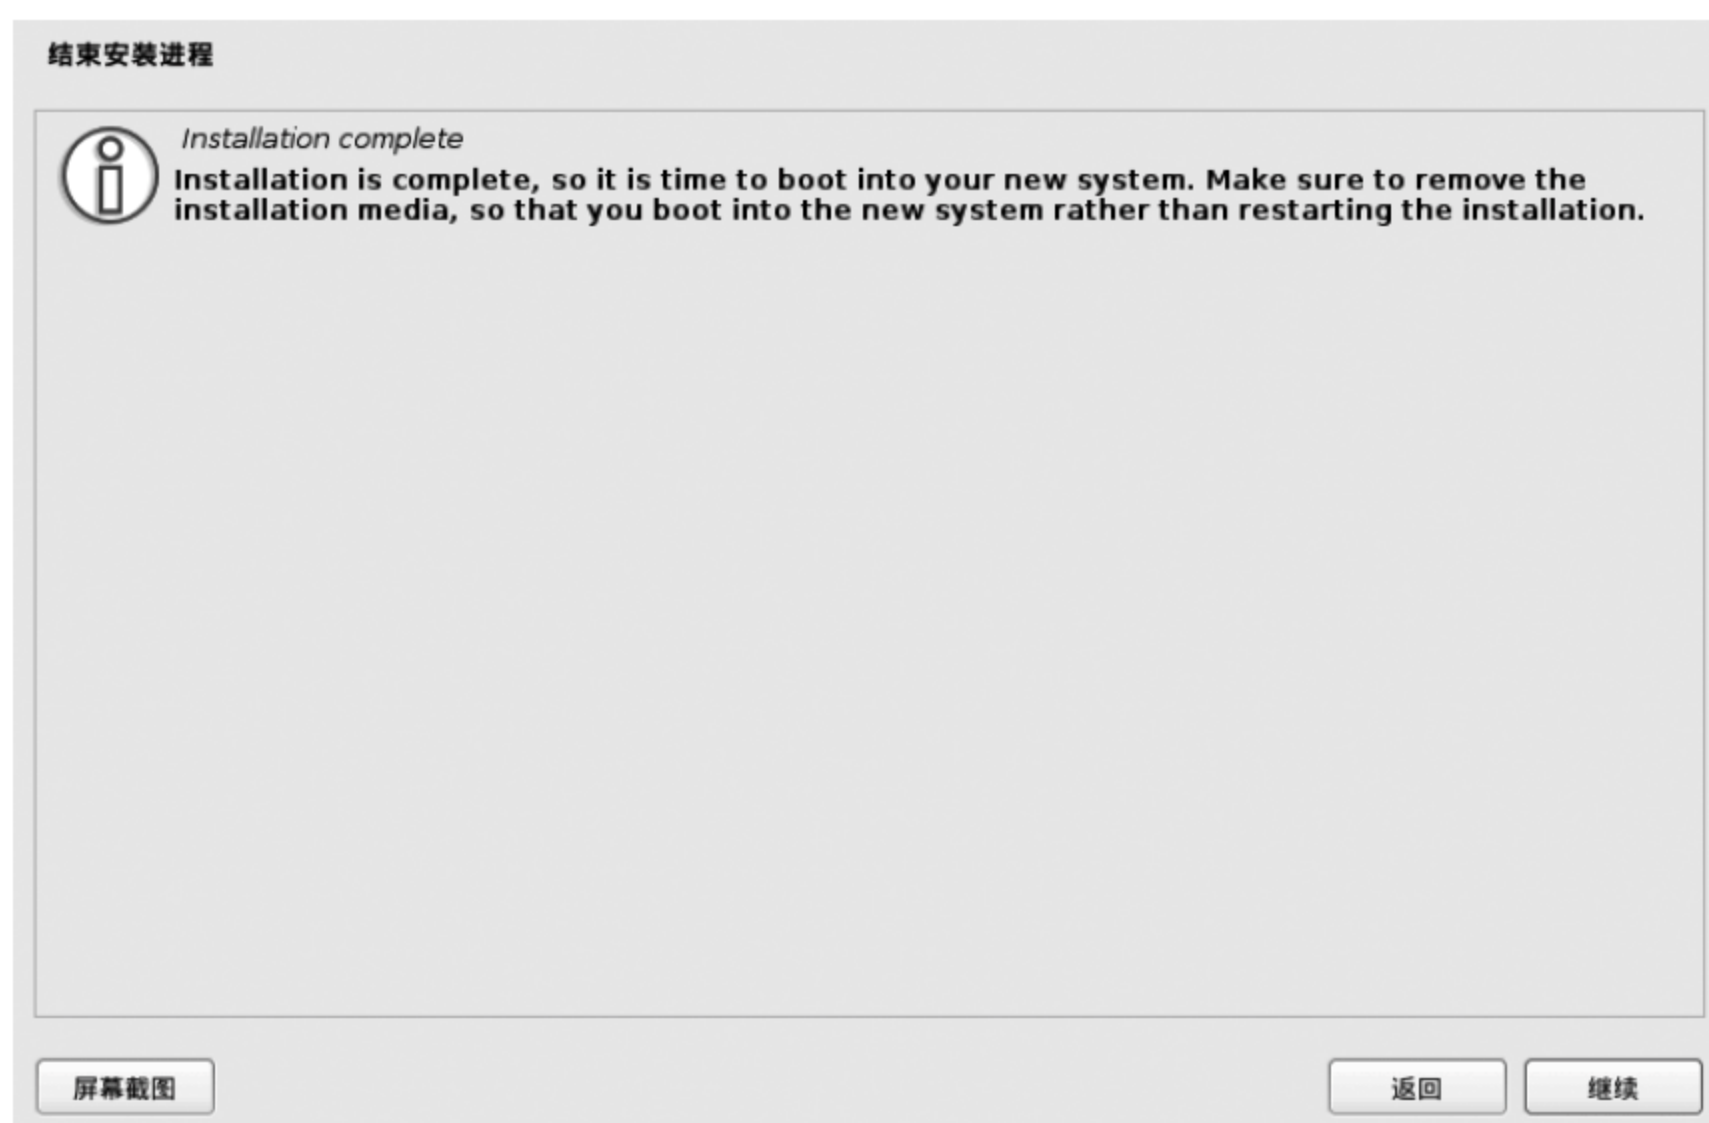 结束安装进程
Installation complete
Installation is complete, so it is time to boot into your new system. Make sure to remove the
installation media, so that you boot into the new system rather than restarting the installation.
屏幕截图
返回
继续